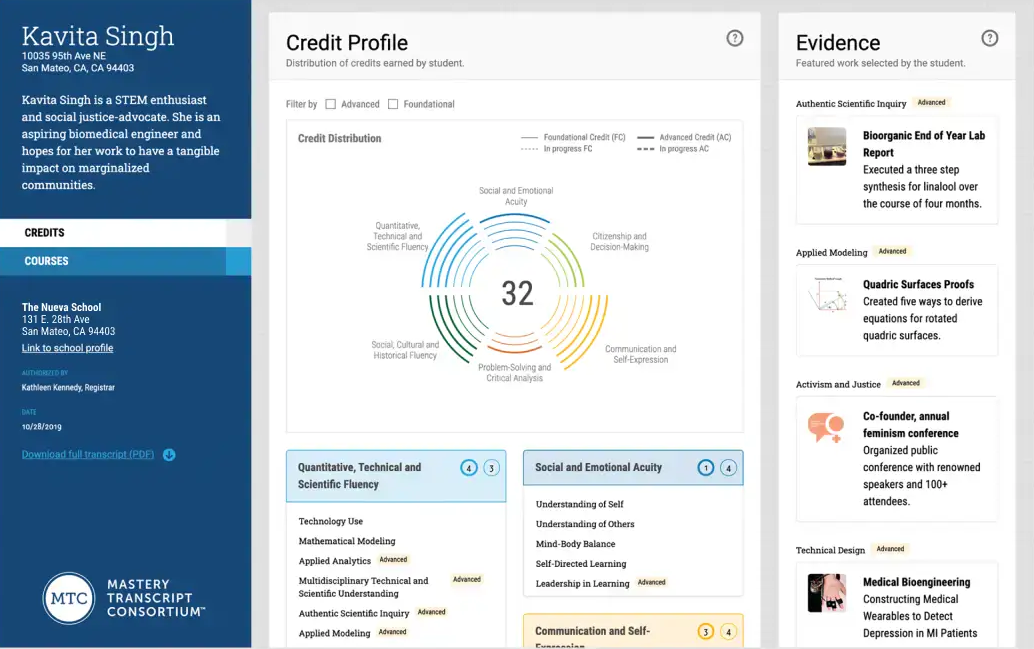 Kavita Singh
10035 95th Ave NE
San Mateo, CA, CA 94403
Kavita Singh is a STEM enthusiast
and social justice-advocate. She is an
aspiring biomedical engineer and
hopes for her work to have a tangible
impact on marginalized
communities.
CREDITS
COURSES
The Nueva School
131 E. 28th Ave
San Mateo, CA 94403
Link to school profile
AUTHORIZED BY
Kathleen Kennedy, Registrar
DATE
10/28/2019
Download full transcript (PDF)
MTC
MASTERY
TRANSCRIPT
CONSORTIUM™
Credit Profile
?
Distribution of credits earned by student.
Filter by
Advanced
Foundational
Credit Distribution
Foundational Credit (FC)
Advanced Credit (AC)
In progress FC
In progress AC
Social and Emotional
Acuity
Quantitative,
Technical and
Scientific Fluency
Citizenship and
Decision-Making
32
Social, Cultural and
Historical Fluency
Communication and
Self-Expression
Problem-Solving and
Critical Analysis
Quantitative, Technical and
Scientific Fluency
4 3
Technology Use
Mathematical Modeling
Applied Analytics Advanced
Multidisciplinary Technical and
Scientific Understanding
Advanced
Authentic Scientific Inquiry Advanced
Applied Modeling Advanced
Social and Emotional Acuity 1 4
Understanding of Self
Understanding of Others
Mind-Body Balance
Self-Directed Learning
Leadership in Learning Advanced
Communication and Self-
Expression
3 4
Evidence
?
Featured work selected by the student.
Authentic Scientific Inquiry Advanced
Bioorganic End of Year Lab
Report
Executed a three step
synthesis for linalool over
the course of four months.
Applied Modeling Advanced
Quadric Surfaces Proofs
Created five ways to derive
equations for rotated
quadric surfaces.
Activism and Justice Advanced
Co-founder, annual
feminism conference
Organized public
conference with renowned
speakers and 100+
attendees.
Technical Design Advanced
Medical Bioengineering
Constructing Medical
Wearables to Detect
Depression in MI Patients